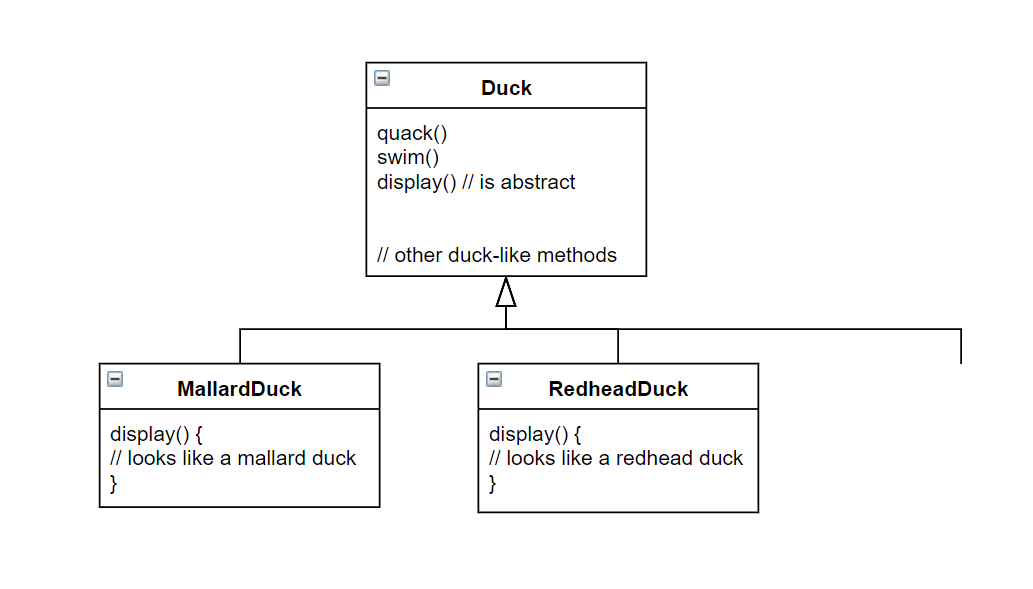 Duck
quack()
swim()
display() // is abstract
// other duck-like methods
MallardDuck
display() {
// looks like a mallard duck
}
RedheadDuck
display() {
// looks like a redhead duck
}